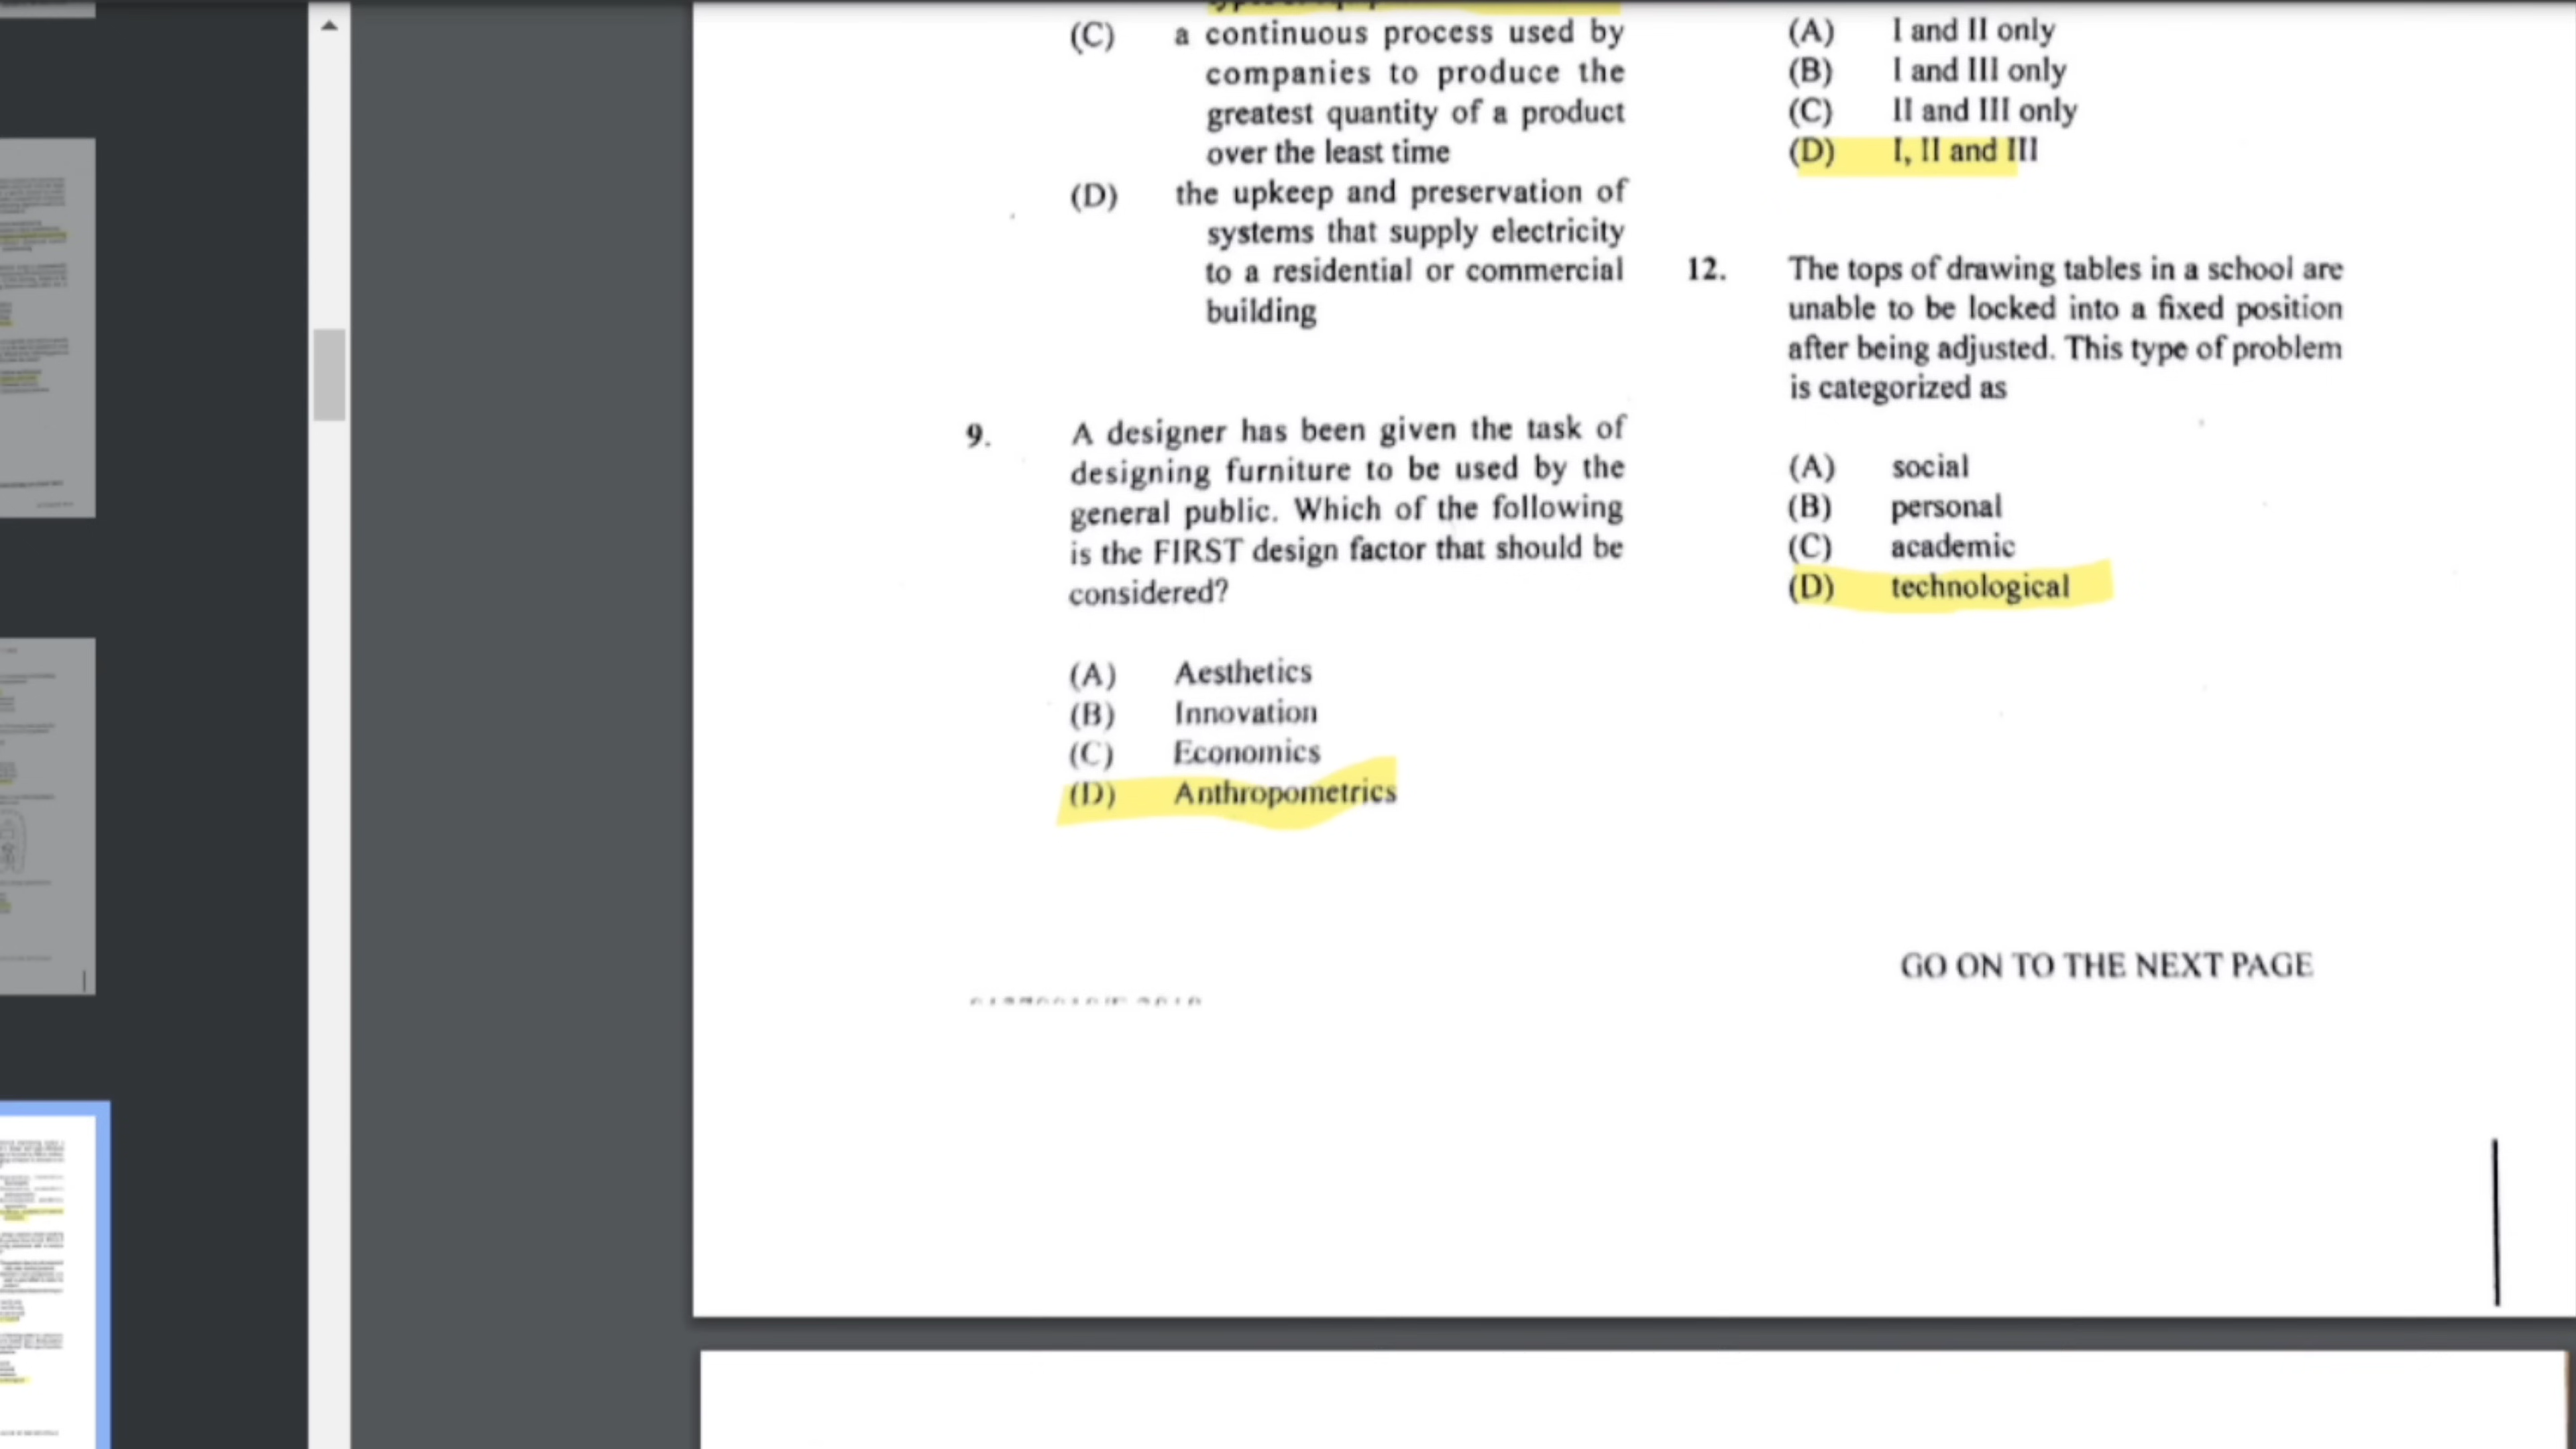 (C) a continuous process used by
companies to produce the
greatest quantity of a product
over the least time
(D) the upkeep and preservation of
systems that supply electricity
to a residential or commercial
building
9. A designer has been given the task of
designing furniture to be used by the
general public. Which of the following
is the FIRST design factor that should be
considered?
(A) Aesthetics
(B) Innovation
(C) Economics
(D) Anthropometrics
(A) I and II only
(B) I and III only
(C) II and III only
(D) I, II and III
12. The tops of drawing tables in a school are
unable to be locked into a fixed position
after being adjusted. This type of problem
is categorized as
(A) social
(B) personal
(C) academic
(D) technological
GO ON TO THE NEXT PAGE